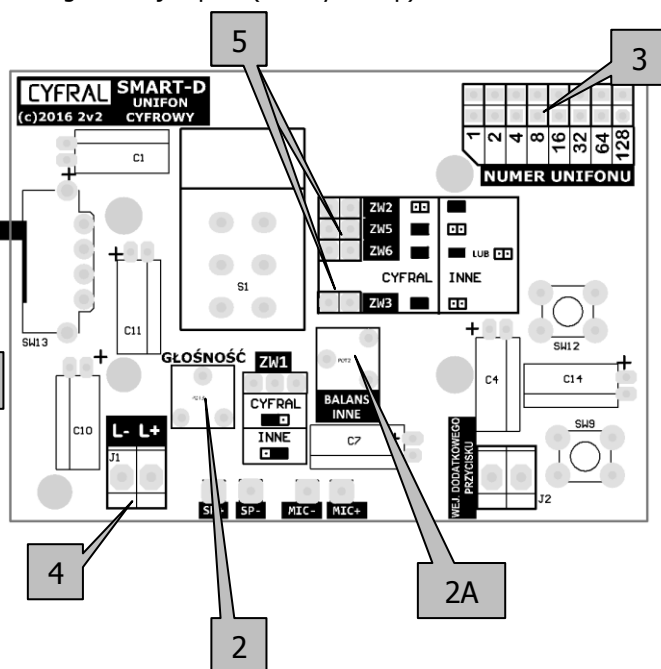 5
3
CYFRAL SMART-D
UNIFON
(c)2016 2v2 CYFROWY
C1
1 2 4 8 16 32 64 128
NUMER UNIFONU
ZW2
ZW5
ZW6 LUB
CYFRAL INNE
ZW3
S1
SW13
C11
SW12
GŁOŚNOŚĆ
ZW1
CYFRAL
INNE
BALANS
INNE
C4
C14
C10
C7
SW9
L- L+
J1
WEJ. DODATKOWEGO
PRZYCISKU
J2
SP- MIC- MIC+
4
2A
2